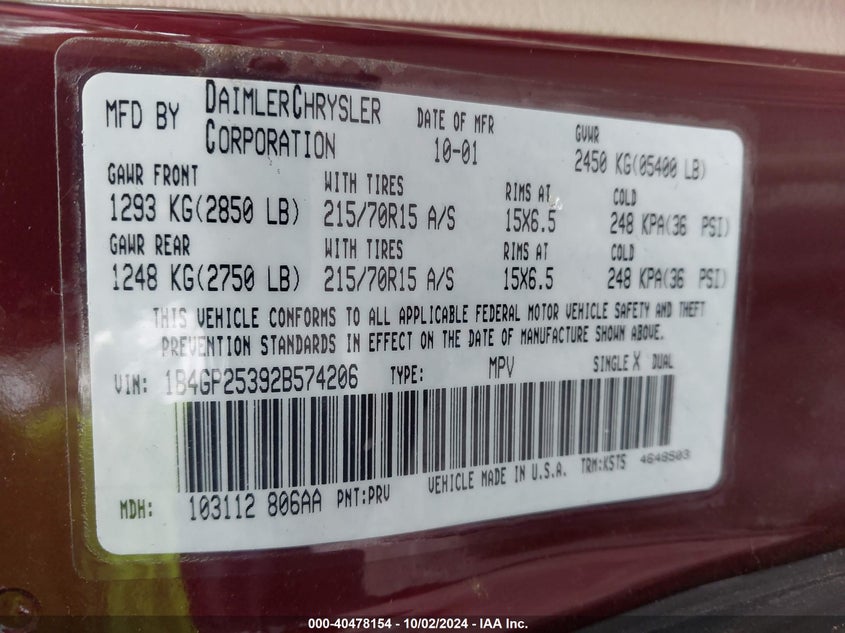 MFD BY DAIMLERCHRYSLER CORPORATION
DATE OF MFR 10-01
GVWR 2450 KG(05400 LB)
GAWR FRONT WITH TIRES RIMS AT COLD
1293 KG(2850 LB) 215/70R15 A/S 15X6.5 248 KPA(36 PSI)
GAWR REAR WITH TIRES RIMS AT COLD
1248 KG(2750 LB) 215/70R15 A/S 15X6.5 248 KPA(36 PSI)
THIS VEHICLE CONFORMS TO ALL APPLICABLE FEDERAL MOTOR VEHICLE SAFETY AND THEFT
PREVENTION STANDARDS IN EFFECT ON THE DATE OF MANUFACTURE SHOWN ABOVE.
VIN: 1B4GP25392B574206 TYPE: MPV SINGLE X DUAL
MDH: 103112 806AA PNT:PRV VEHICLE MADE IN U.S.A. TRM:K5T5 4648503
000-40478154 - 10/02/2024 - IAA Inc.